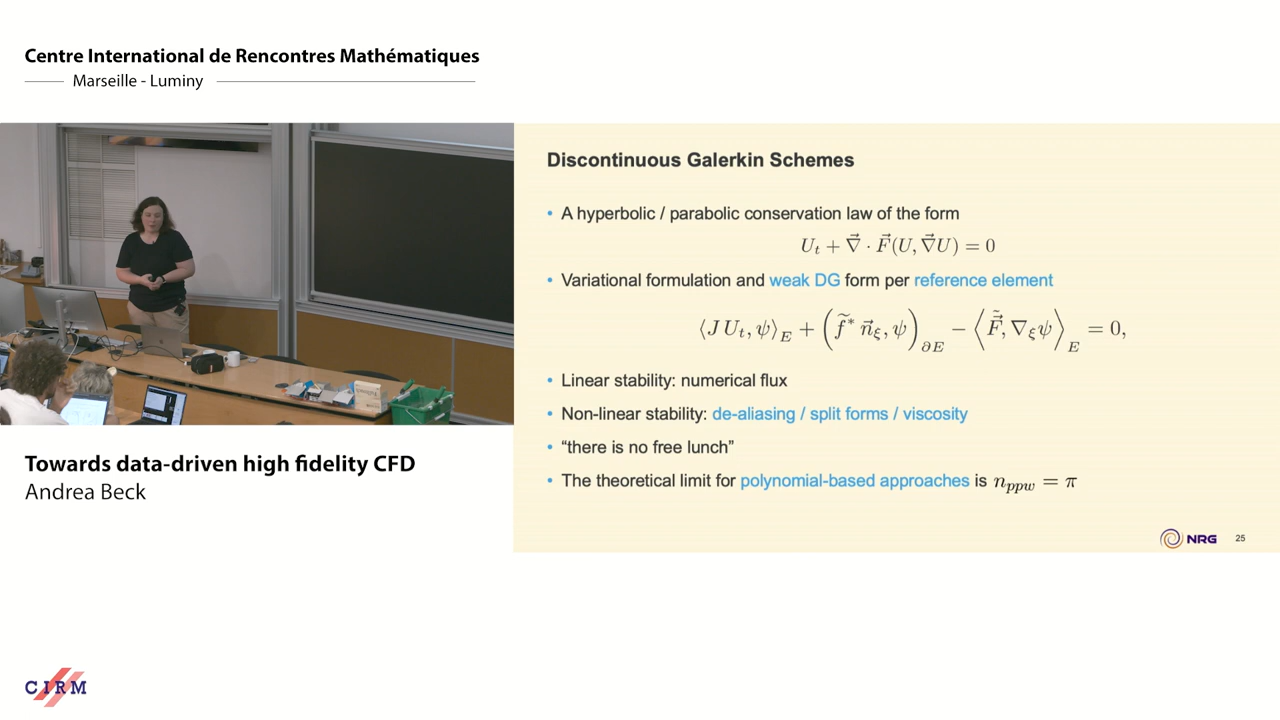 Centre International de Rencontres Mathématiques
Marseille - Luminy
Discontinuous Galerkin Schemes
• A hyperbolic / parabolic conservation law of the form
$U_t + \vec{\nabla} \cdot \vec{F}(U, \vec{\nabla} U) = 0$
• Variational formulation and weak DG form per reference element
$\langle J\, U_t, \psi \rangle_E + \left( \widetilde{f}^* \, \vec{n}_\xi, \psi \right)_{\partial E} - \left\langle \tilde{\vec{F}}, \nabla_\xi \psi \right\rangle_E = 0,$
• Linear stability: numerical flux
• Non-linear stability: de-aliasing / split forms / viscosity
• “there is no free lunch”
• The theoretical limit for polynomial-based approaches is $n_{ppw} = \pi$
NRG 25
Towards data-driven high fidelity CFD
Andrea Beck
CIRM